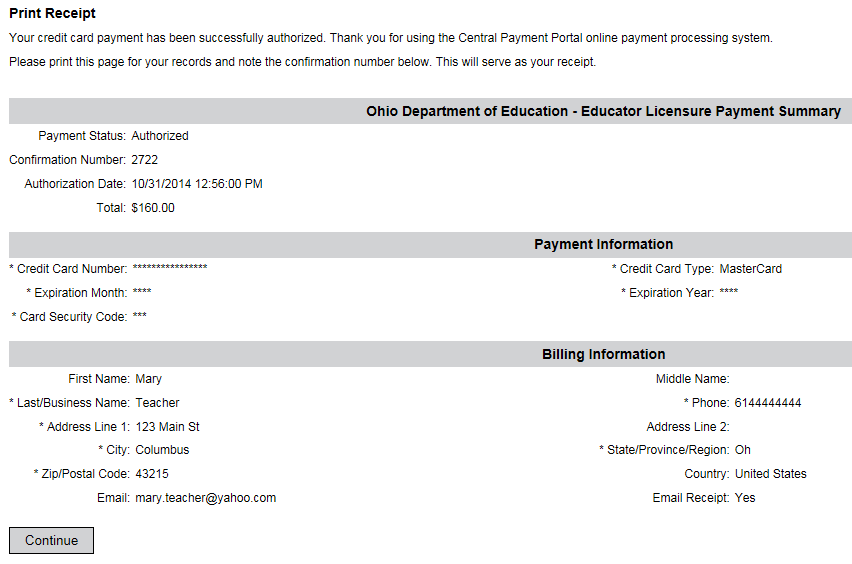 Print Receipt
Your credit card payment has been successfully authorized. Thank you for using the Central Payment Portal online payment processing system.
Please print this page for your records and note the confirmation number below. This will serve as your receipt.
Ohio Department of Education - Educator Licensure Payment Summary
Payment Status: Authorized
Confirmation Number: 2722
Authorization Date: 10/31/2014 12:56:00 PM
Total: $160.00
Payment Information
* Credit Card Number: **************** * Credit Card Type: MasterCard
* Expiration Month: **** * Expiration Year: ****
* Card Security Code: ***
Billing Information
First Name: Mary Middle Name:
* Last/Business Name: Teacher * Phone: 6144444444
* Address Line 1: 123 Main St Address Line 2:
* City: Columbus * State/Province/Region: Oh
* Zip/Postal Code: 43215 Country: United States
Email: mary.teacher@yahoo.com Email Receipt: Yes
Continue